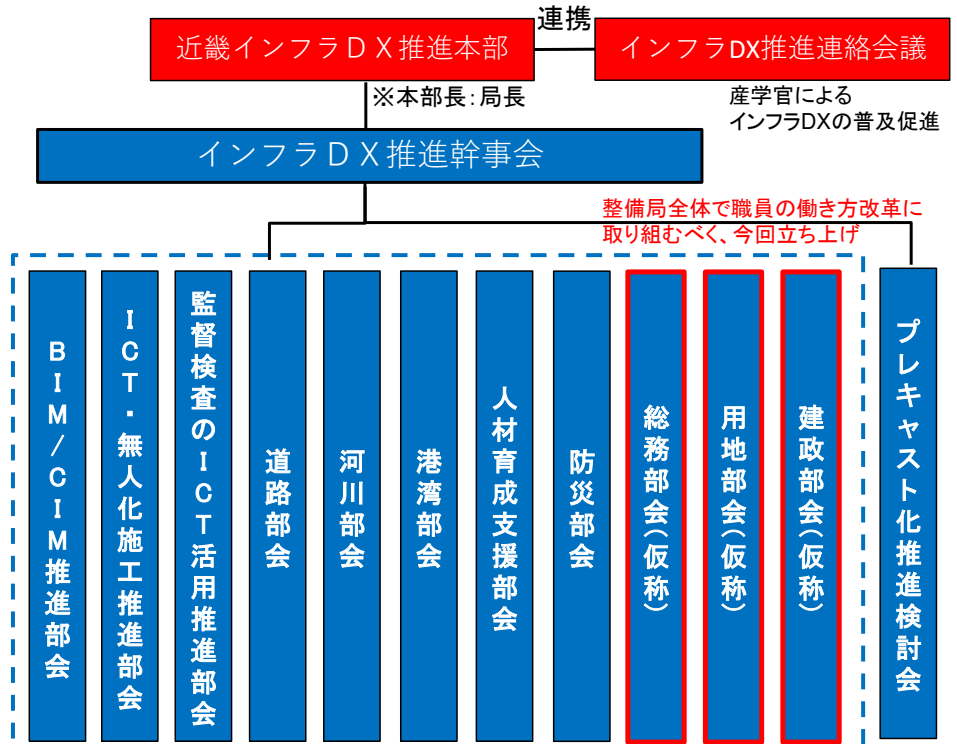 連携
近畿インフラＤＸ推進本部
インフラDX推進連絡会議
※本部長：局長
産学官による
インフラDXの普及促進
インフラＤＸ推進幹事会
整備局全体で職員の働き方改革に
取り組むべく、今回立ち上げ
ＢＩＭ/ＣＩＭ推進部会
ＩＣＴ・無人化施工推進部会
監督検査のＩＣＴ活用推進部会
道路部会
河川部会
港湾部会
人材育成支援部会
防災部会
総務部会（仮称）
用地部会（仮称）
建政部会（仮称）
プレキャスト化推進検討会